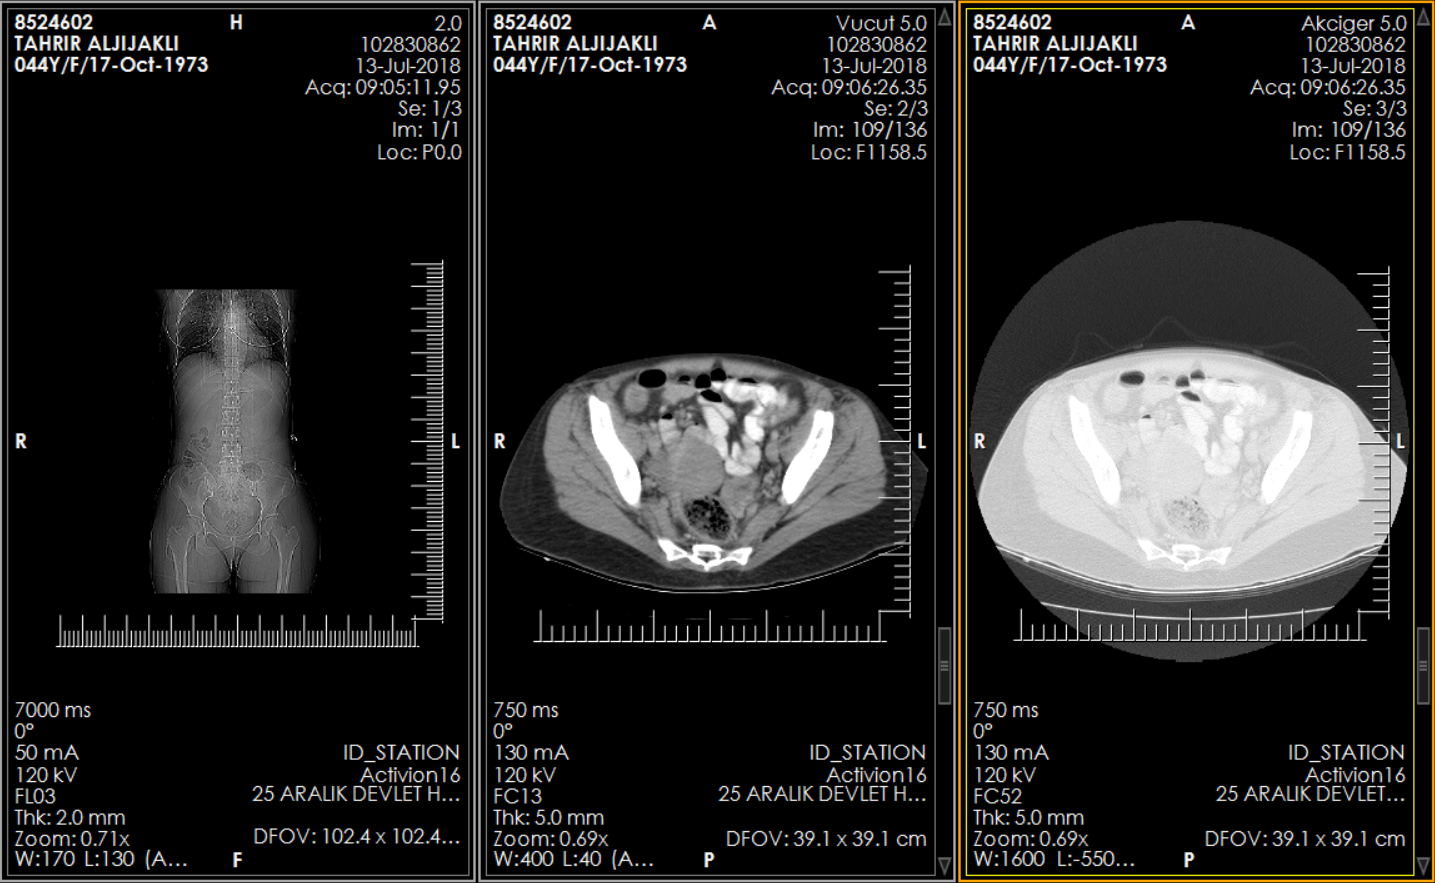 8524602 H 2.0
TAHRIR ALJIJAKLI 102830862
044Y/F/17-Oct-1973 13-Jul-2018
Acq: 09:05:11.95
Se: 1/3
Im: 1/1
Loc: P0.0
R L
7000 ms
0°
50 mA ID_STATION
120 kV Activion16
FL03 25 ARALIK DEVLET H...
Thk: 2.0 mm
Zoom: 0.71x DFOV: 102.4 x 102.4...
W:170 L:130 (A... F
8524602 A Vucut 5.0
TAHRIR ALJIJAKLI 102830862
044Y/F/17-Oct-1973 13-Jul-2018
Acq: 09:06:26.35
Se: 2/3
Im: 109/136
Loc: F1158.5
R L
750 ms
0°
130 mA ID_STATION
120 kV Activion16
FC13 25 ARALIK DEVLET H...
Thk: 5.0 mm
Zoom: 0.69x DFOV: 39.1 x 39.1 cm
W:400 L:40 (A... P
8524602 A Akciger 5.0
TAHRIR ALJIJAKLI 102830862
044Y/F/17-Oct-1973 13-Jul-2018
Acq: 09:06:26.35
Se: 3/3
Im: 109/136
Loc: F1158.5
R L
750 ms
0°
130 mA ID_STATION
120 kV Activion16
FC52 25 ARALIK DEVLET...
Thk: 5.0 mm
Zoom: 0.69x DFOV: 39.1 x 39.1 cm
W:1600 L:-550... P